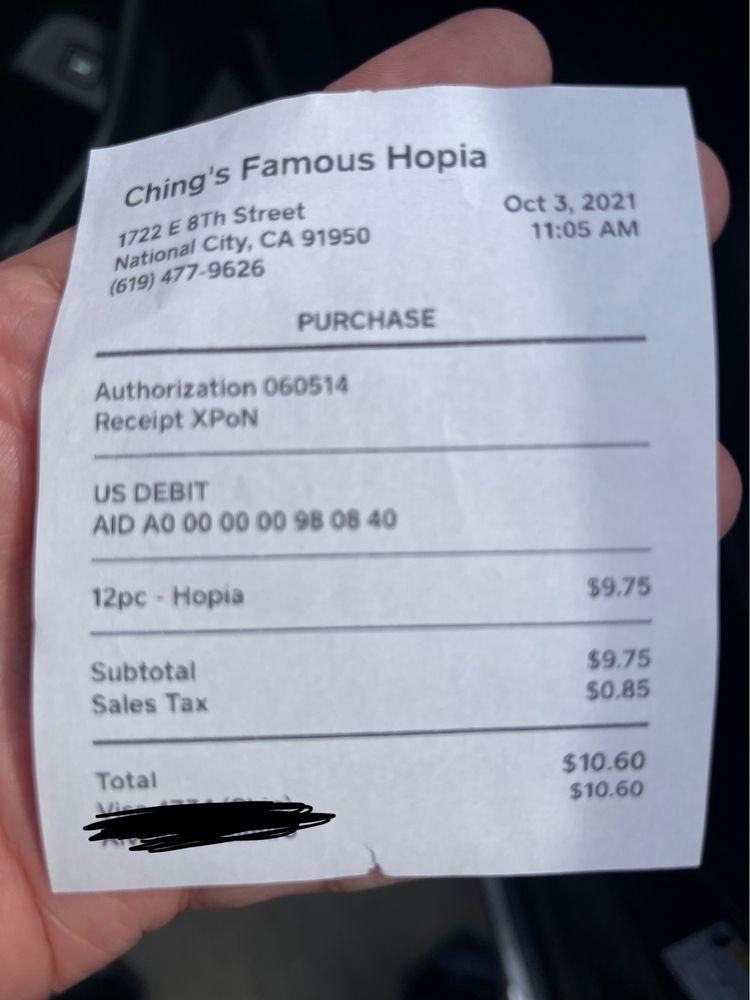 Ching's Famous Hopia
1722 E 8Th Street
National City, CA 91950
(619) 477-9626
Oct 3, 2021
11:05 AM
PURCHASE
Authorization 060514
Receipt XPoN
US DEBIT
AID A0 00 00 00 98 08 40
12pc - Hopia $9.75
Subtotal $9.75
Sales Tax $0.85
Total $10.60
$10.60